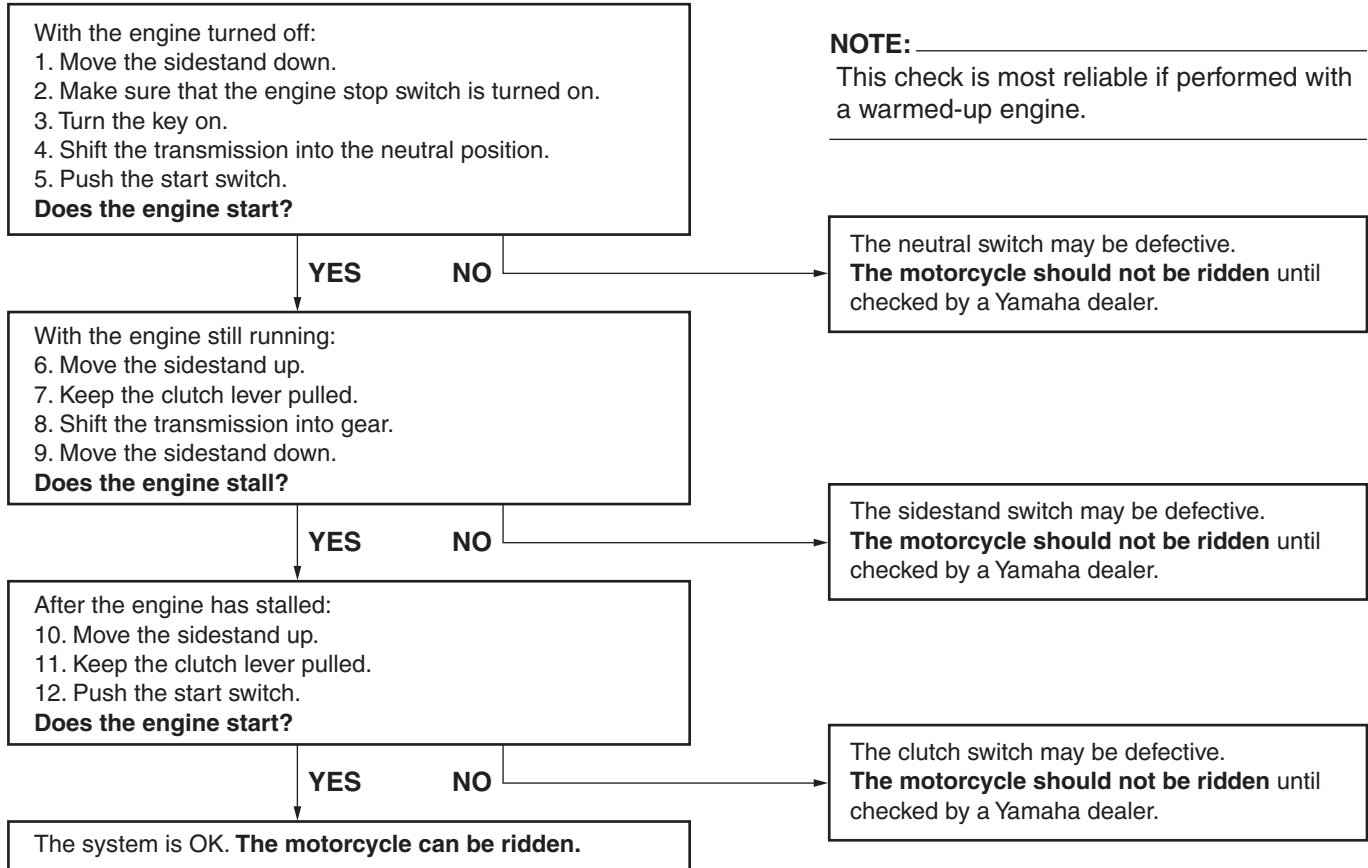 With the engine turned off:
1. Move the sidestand down.
2. Make sure that the engine stop switch is turned on.
3. Turn the key on.
4. Shift the transmission into the neutral position.
5. Push the start switch.
Does the engine start?
NOTE:
This check is most reliable if performed with
a warmed-up engine.
YES NO
The neutral switch may be defective.
The motorcycle should not be ridden until
checked by a Yamaha dealer.
With the engine still running:
6. Move the sidestand up.
7. Keep the clutch lever pulled.
8. Shift the transmission into gear.
9. Move the sidestand down.
Does the engine stall?
YES NO
The sidestand switch may be defective.
The motorcycle should not be ridden until
checked by a Yamaha dealer.
After the engine has stalled:
10. Move the sidestand up.
11. Keep the clutch lever pulled.
12. Push the start switch.
Does the engine start?
YES NO
The clutch switch may be defective.
The motorcycle should not be ridden until
checked by a Yamaha dealer.
The system is OK. The motorcycle can be ridden.